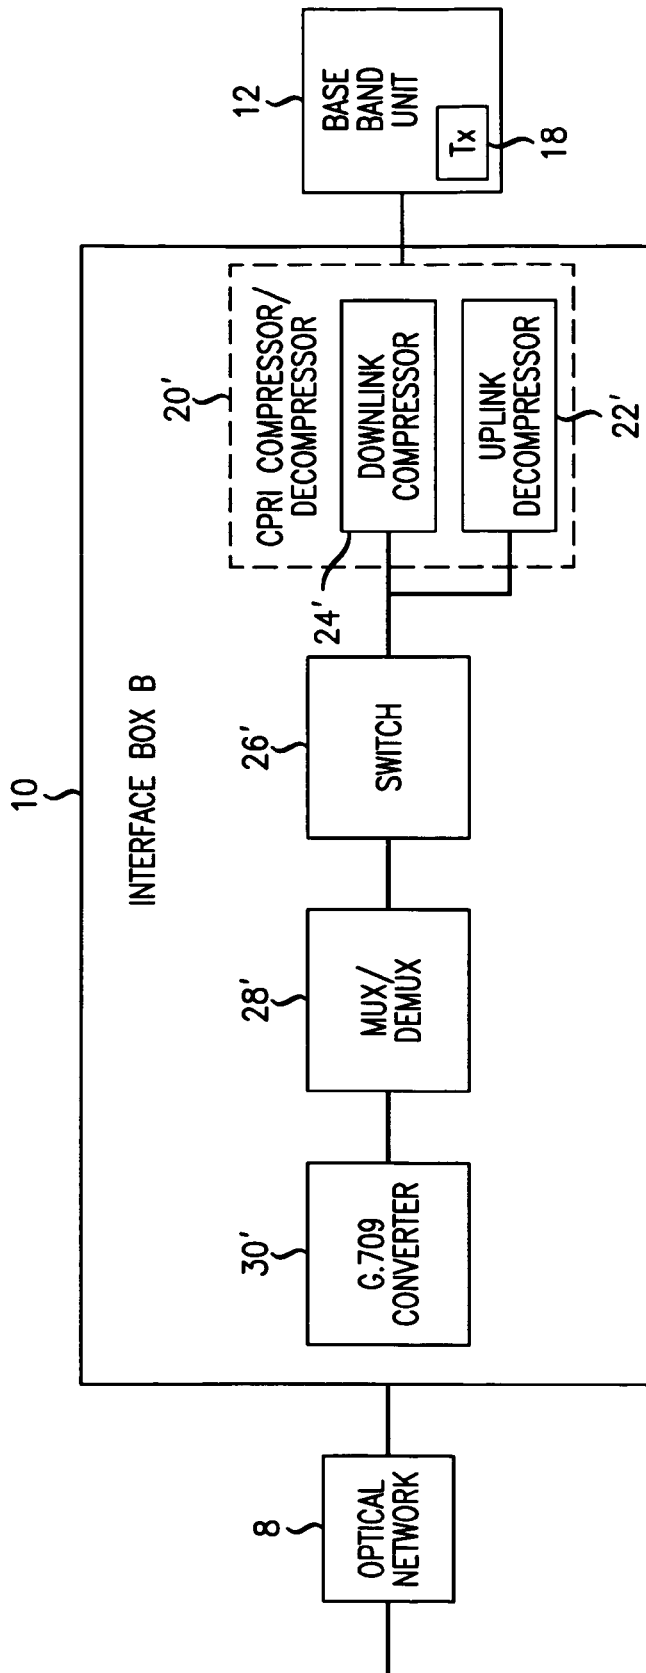 10
INTERFACE BOX B
8
OPTICAL
NETWORK
30'
G.709
CONVERTER
28'
MUX/
DEMUX
26'
SWITCH
20'
CPRI COMPRESSOR/
DECOMPRESSOR
24'
DOWNLINK
COMPRESSOR
UPLINK
DECOMPRESSOR
22'
12
BASE
BAND
UNIT
Tx
18